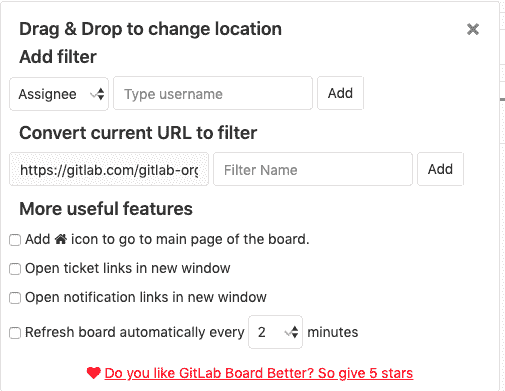 Drag & Drop to change location
Add filter
Assignee Type username Add
Convert current URL to filter
https://gitlab.com/gitlab-org Filter Name Add
More useful features
Add icon to go to main page of the board.
Open ticket links in new window
Open notification links in new window
Refresh board automatically every 2 minutes
Do you like GitLab Board Better? So give 5 stars